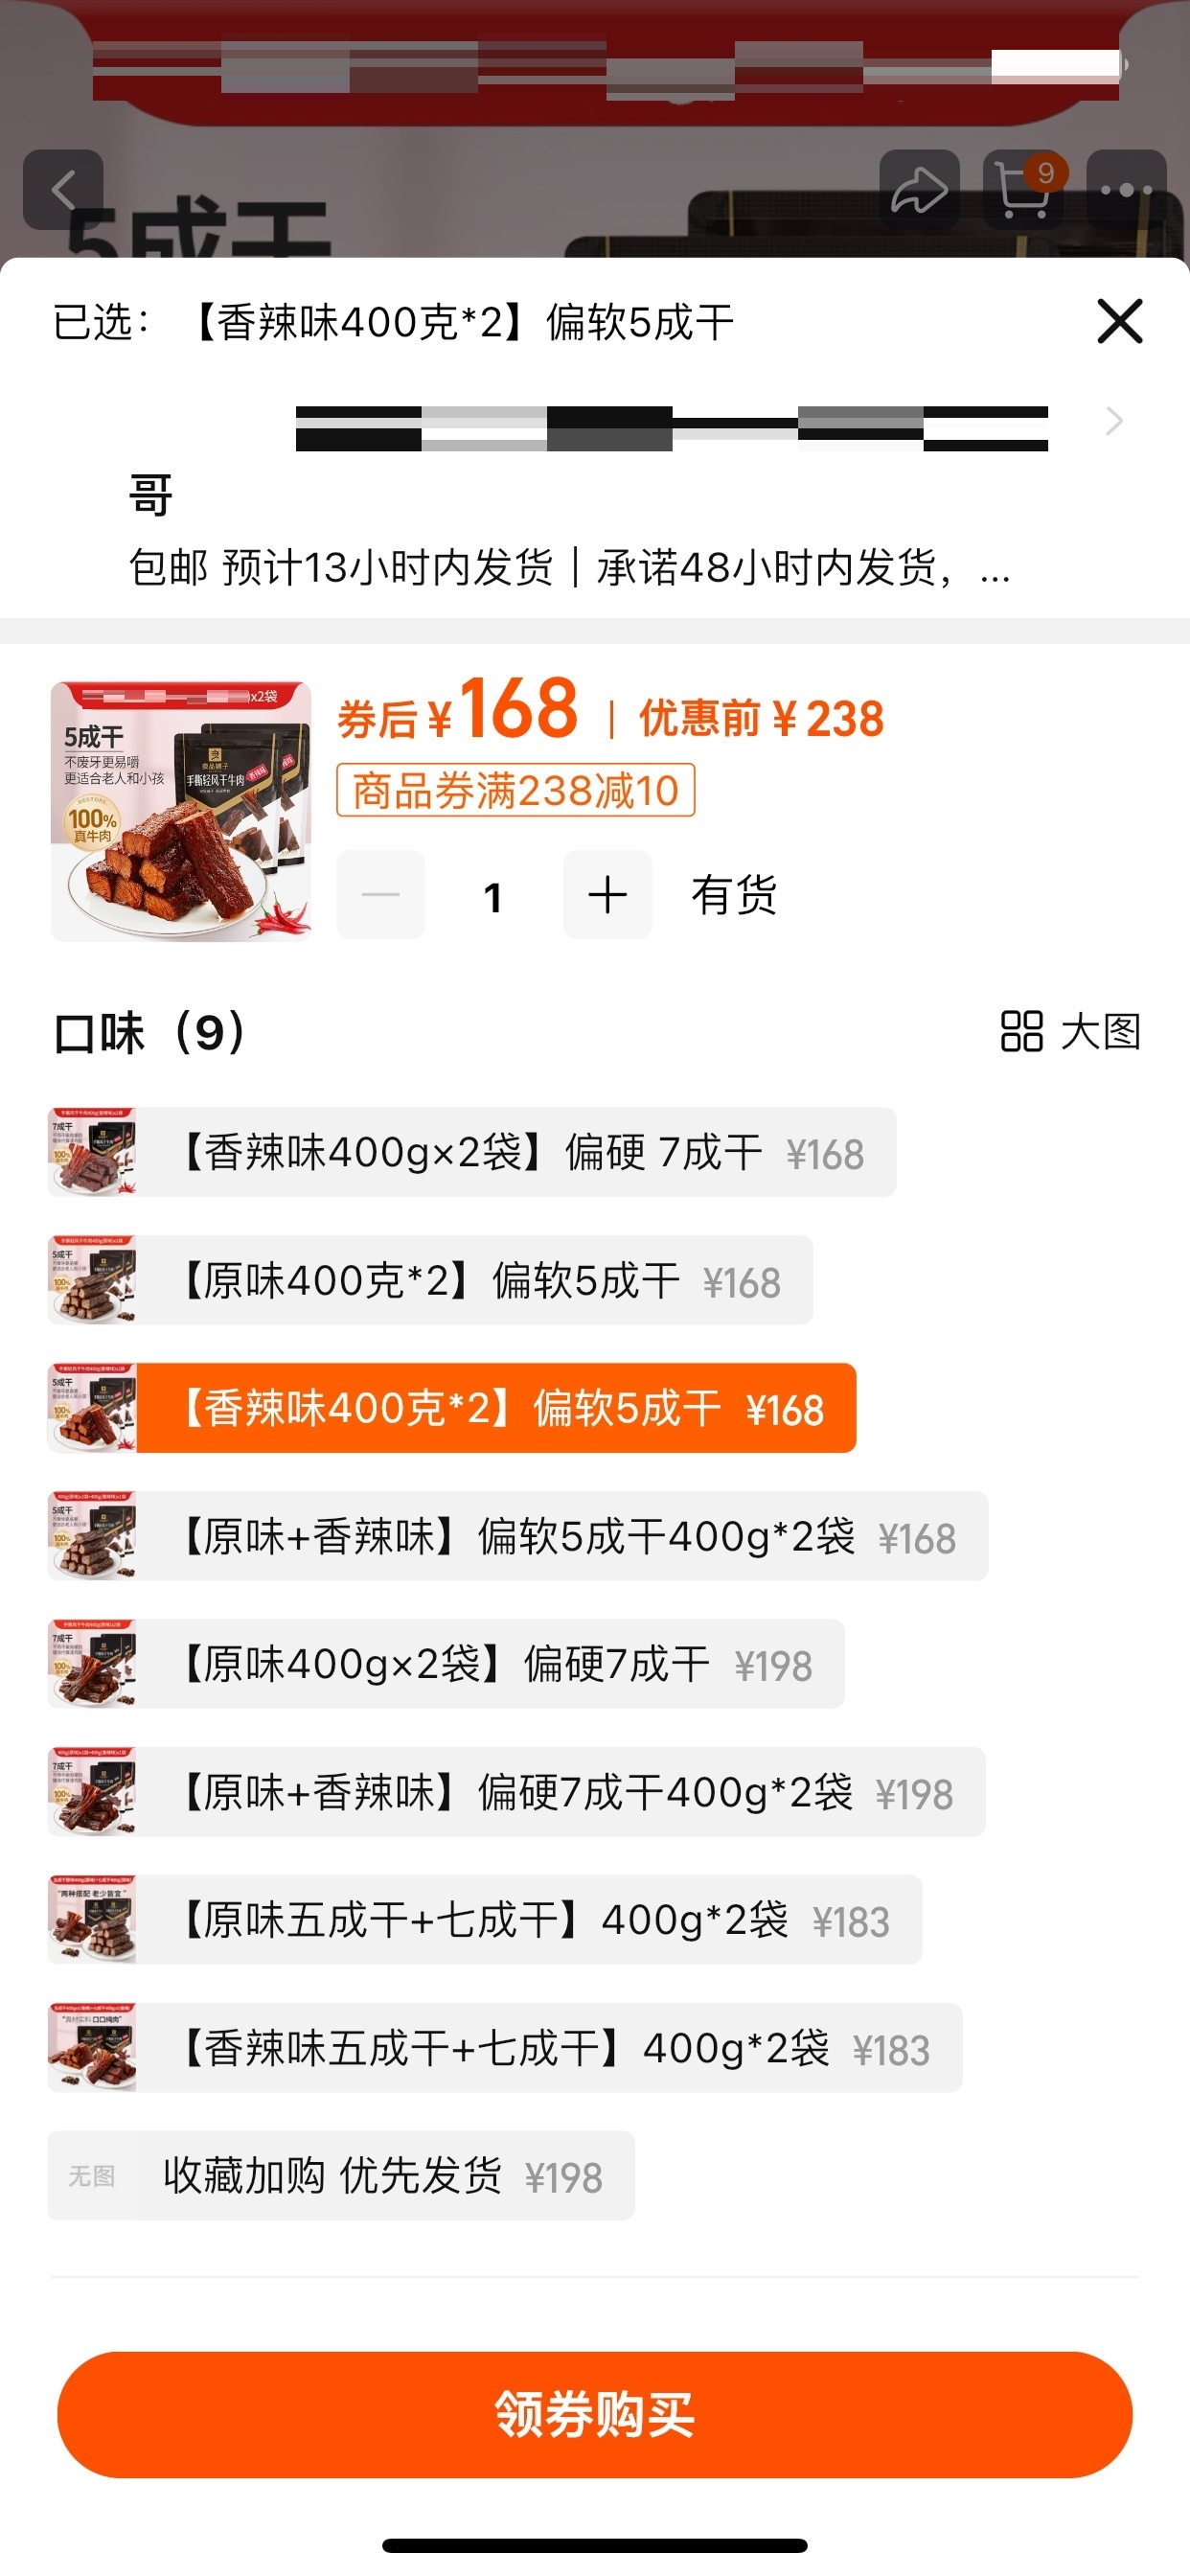 5成干
9
已选：【香辣味400克*2】偏软5成干
哥
包邮 预计13小时内发货｜承诺48小时内发货，...
x2袋
5成干
不废牙更易嚼
更适合老人和小孩
良品铺子
手撕轻风干牛肉
香辣味
100%
真牛肉
券后¥168｜优惠前¥238
商品券满238减10
1
有货
口味（9）
大图
【香辣味400g×2袋】偏硬 7成干 ¥168
【原味400克*2】偏软5成干 ¥168
【香辣味400克*2】偏软5成干 ¥168
【原味+香辣味】偏软5成干400g*2袋 ¥168
【原味400g×2袋】偏硬7成干 ¥198
【原味+香辣味】偏硬7成干400g*2袋 ¥198
【原味五成干+七成干】400g*2袋 ¥183
【香辣味五成干+七成干】400g*2袋 ¥183
无图 收藏加购 优先发货 ¥198
领券购买